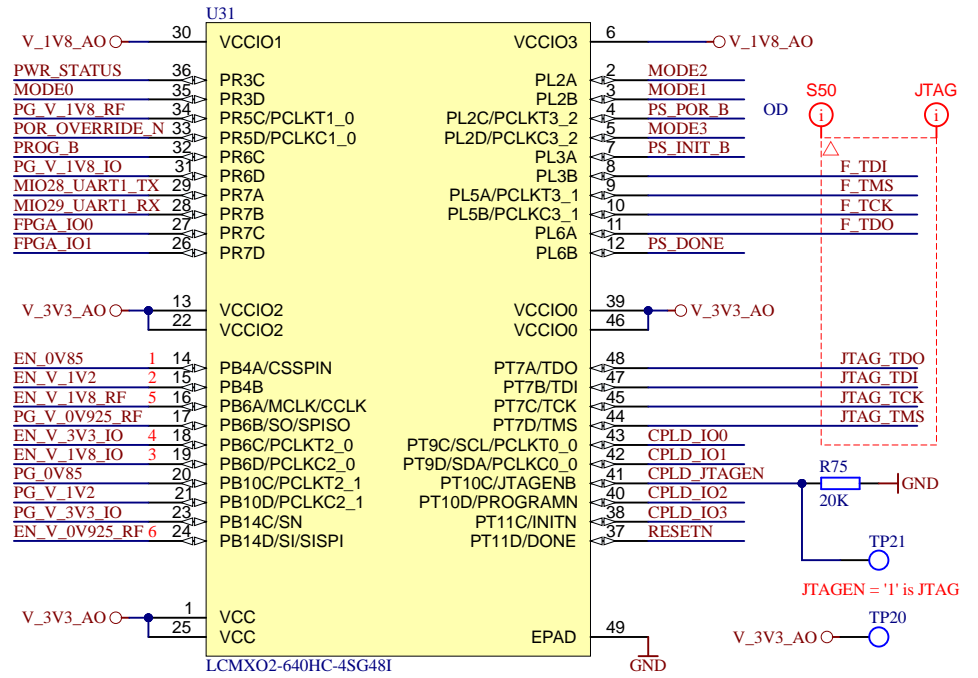 U31
V_1V8_AO 30 VCCIO1 VCCIO3 6 V_1V8_AO
PWR_STATUS 36 PR3C PL2A 2 MODE2
MODE0 35 PR3D PL2B 3 MODE1
PG_V_1V8_RF 34 PR5C/PCLKT1_0 PL2C/PCLKT3_2 4 PS_POR_B OD
POR_OVERRIDE_N 33 PR5D/PCLKC1_0 PL2D/PCLKC3_2 5 MODE3
PROG_B 32 PR6C PL3A 7 PS_INIT_B
PG_V_1V8_IO 31 PR6D PL3B 8 F_TDI
MIO28_UART1_TX 29 PR7A PL5A/PCLKT3_1 9 F_TMS
MIO29_UART1_RX 28 PR7B PL5B/PCLKC3_1 10 F_TCK
FPGA_IO0 27 PR7C PL6A 11 F_TDO
FPGA_IO1 26 PR7D PL6B 12 PS_DONE
S50 JTAG
i i
V_3V3_AO 13 VCCIO2 VCCIO0 39 V_3V3_AO
22 VCCIO2 VCCIO0 46
EN_0V85 1 14 PB4A/CSSPIN PT7A/TDO 48 JTAG_TDO
EN_V_1V2 2 15 PB4B PT7B/TDI 47 JTAG_TDI
EN_V_1V8_RF 5 16 PB6A/MCLK/CCLK PT7C/TCK 45 JTAG_TCK
PG_V_0V925_RF 17 PB6B/SO/SPISO PT7D/TMS 44 JTAG_TMS
EN_V_3V3_IO 4 18 PB6C/PCLKT2_0 PT9C/SCL/PCLKT0_0 43 CPLD_IO0
EN_V_1V8_IO 3 19 PB6D/PCLKC2_0 PT9D/SDA/PCLKC0_0 42 CPLD_IO1
PG_0V85 20 PB10C/PCLKT2_1 PT10C/JTAGENB 41 CPLD_JTAGEN
PG_V_1V2 21 PB10D/PCLKC2_1 PT10D/PROGRAMN 40 CPLD_IO2
PG_V_3V3_IO 23 PB14C/SN PT11C/INITN 38 CPLD_IO3
EN_V_0V925_RF 6 24 PB14D/SI/SISPI PT11D/DONE 37 RESETN
R75
20K
GND
TP21
JTAGEN = '1' is JTAG
V_3V3_AO 1 VCC
25 VCC EPAD 49
GND
V_3V3_AO TP20
LCMXO2-640HC-4SG48I